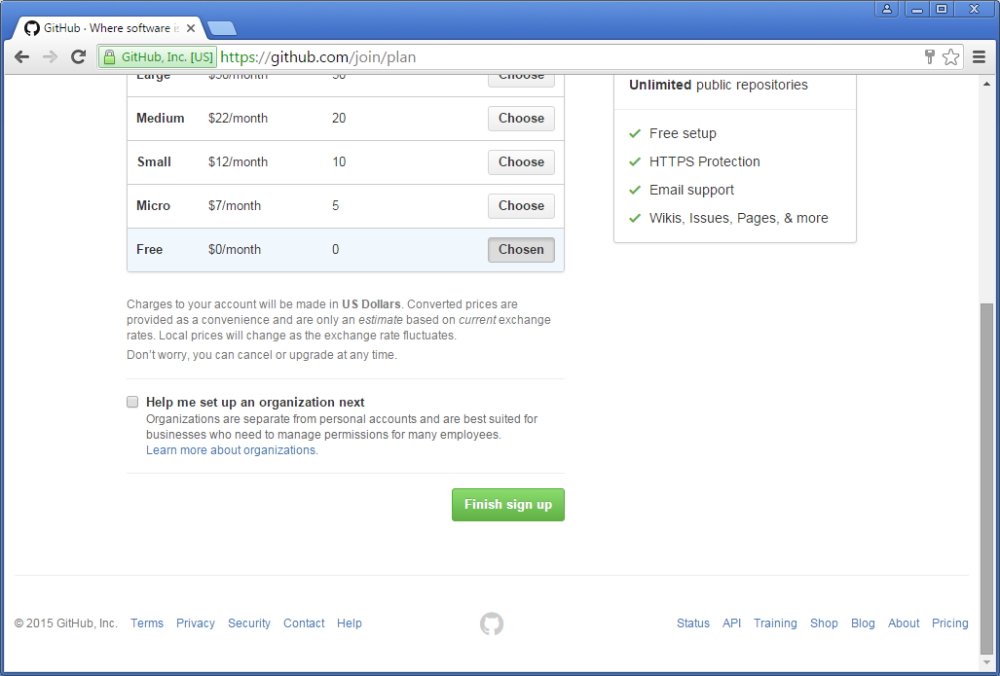 GitHub · Where software is
GitHub, Inc. [US] https://github.com/join/plan
Large $50/month 50 Choose
Medium $22/month 20 Choose
Small $12/month 10 Choose
Micro $7/month 5 Choose
Free $0/month 0 Chosen
Charges to your account will be made in US Dollars. Converted prices are
provided as a convenience and are only an estimate based on current exchange
rates. Local prices will change as the exchange rate fluctuates.
Don't worry, you can cancel or upgrade at any time.
Help me set up an organization next
Organizations are separate from personal accounts and are best suited for
businesses who need to manage permissions for many employees.
Learn more about organizations.
Finish sign up
Unlimited public repositories
Free setup
HTTPS Protection
Email support
Wikis, Issues, Pages, & more
© 2015 GitHub, Inc. Terms Privacy Security Contact Help
Status API Training Shop Blog About Pricing